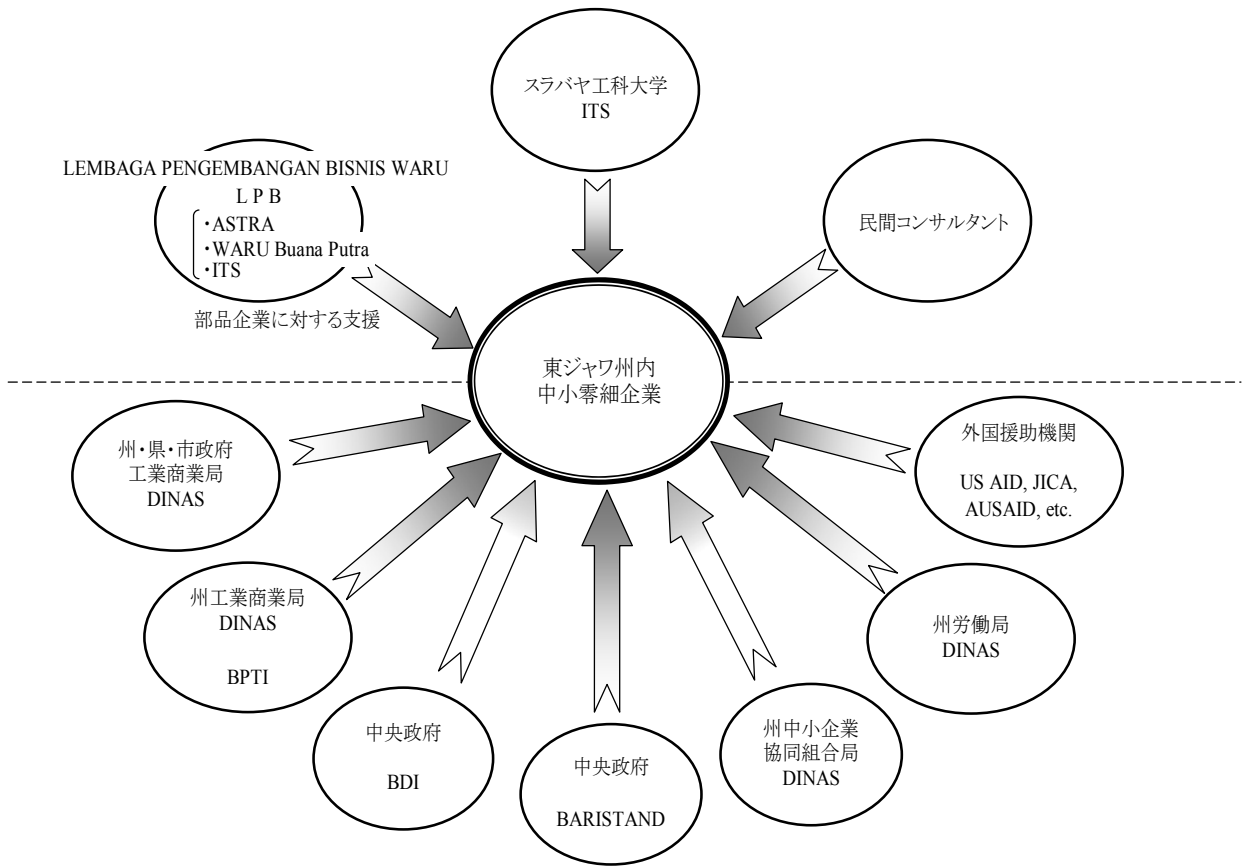 スラバヤ工科大学
ITS
LEMBAGA PENGEMBANGAN BISNIS WARU
L P B
・ASTRA
・WARU Buana Putra
・ITS
部品企業に対する支援
民間コンサルタント
東ジャワ州内
中小零細企業
州・県・市政府
工業商業局
DINAS
外国援助機関
US AID, JICA,
AUSAID, etc.
州工業商業局
DINAS
BPTI
州労働局
DINAS
中央政府
BDI
中央政府
BARISTAND
州中小企業
協同組合局
DINAS